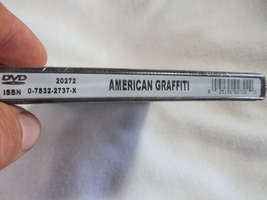 DVD 20272
ISBN 0-7832-2737-X
AMERICAN GRAFFITI